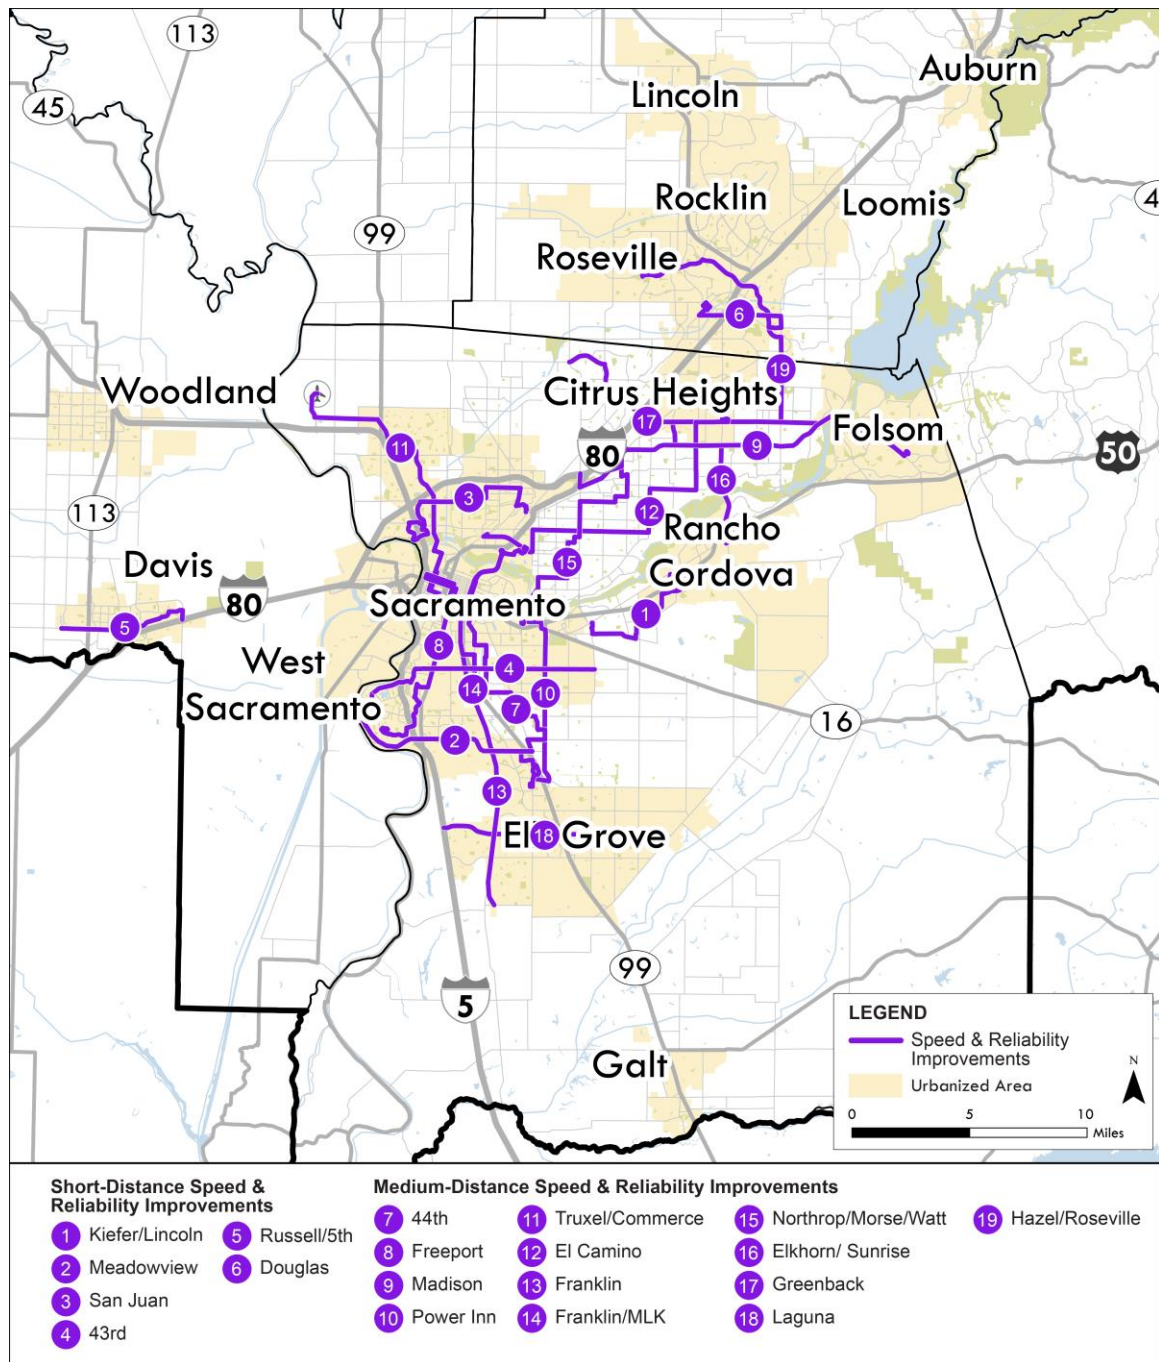 113
45
Auburn
Lincoln
Rocklin
Loomis
4
99
Roseville
6
19
Woodland
Citrus Heights
17
Folsom
11
80
9
50
16
3
113
12
Rancho
Davis
15
Cordova
80
Sacramento
1
5
8
West
4
14
Sacramento
10
7
16
2
13
Elk Grove
18
99
5
Galt
LEGEND
Speed & Reliability
Improvements
Urbanized Area
N
0 5 10
Miles
Short-Distance Speed &
Reliability Improvements
1 Kiefer/Lincoln
2 Meadowview
3 San Juan
4 43rd
5 Russell/5th
6 Douglas
Medium-Distance Speed & Reliability Improvements
7 44th
8 Freeport
9 Madison
10 Power Inn
11 Truxel/Commerce
12 El Camino
13 Franklin
14 Franklin/MLK
15 Northrop/Morse/Watt
16 Elkhorn/ Sunrise
17 Greenback
18 Laguna
19 Hazel/Roseville